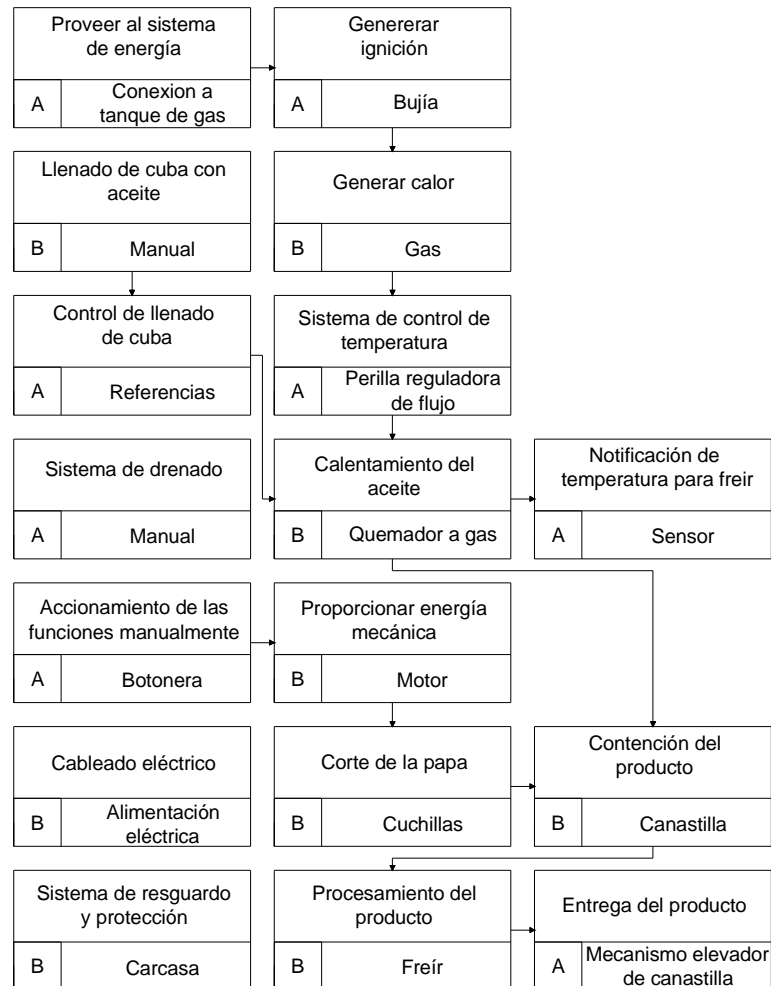 Proveer al sistema
de energía
A
Conexion a
tanque de gas
Genererar
ignición
A
Bujía
Llenado de cuba con
aceite
B
Manual
Generar calor
B
Gas
Control de llenado
de cuba
A
Referencias
Sistema de control de
temperatura
A
Perilla reguladora
de flujo
Sistema de drenado
A
Manual
Calentamiento del
aceite
B
Quemador a gas
Notificación de
temperatura para freir
A
Sensor
Accionamiento de las
funciones manualmente
A
Botonera
Proporcionar energía
mecánica
B
Motor
Cableado eléctrico
B
Alimentación
eléctrica
Corte de la papa
B
Cuchillas
Contención del
producto
B
Canastilla
Sistema de resguardo
y protección
B
Carcasa
Procesamiento del
producto
B
Freír
Entrega del producto
A
Mecanismo elevador
de canastilla